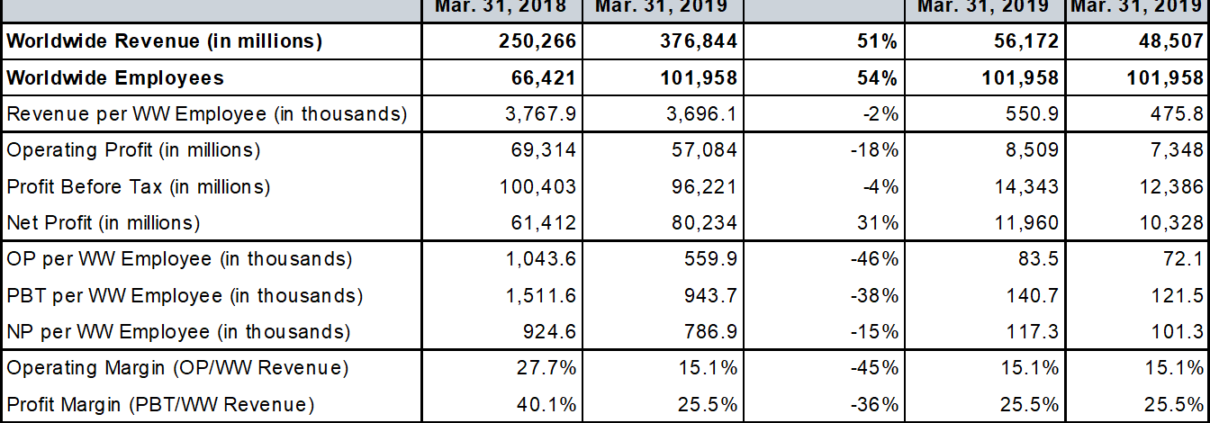 Mar. 31, 2018 Mar. 31, 2019 Mar. 31, 2019 Mar. 31, 2019
Worldwide Revenue (in millions) 250,266 376,844 51% 56,172 48,507
Worldwide Employees 66,421 101,958 54% 101,958 101,958
Revenue per WW Employee (in thousands) 3,767.9 3,696.1 -2% 550.9 475.8
Operating Profit (in millions) 69,314 57,084 -18% 8,509 7,348
Profit Before Tax (in millions) 100,403 96,221 -4% 14,343 12,386
Net Profit (in millions) 61,412 80,234 31% 11,960 10,328
OP per WW Employee (in thousands) 1,043.6 559.9 -46% 83.5 72.1
PBT per WW Employee (in thousands) 1,511.6 943.7 -38% 140.7 121.5
NP per WW Employee (in thousands) 924.6 786.9 -15% 117.3 101.3
Operating Margin (OP/WW Revenue) 27.7% 15.1% -45% 15.1% 15.1%
Profit Margin (PBT/WW Revenue) 40.1% 25.5% -36% 25.5% 25.5%